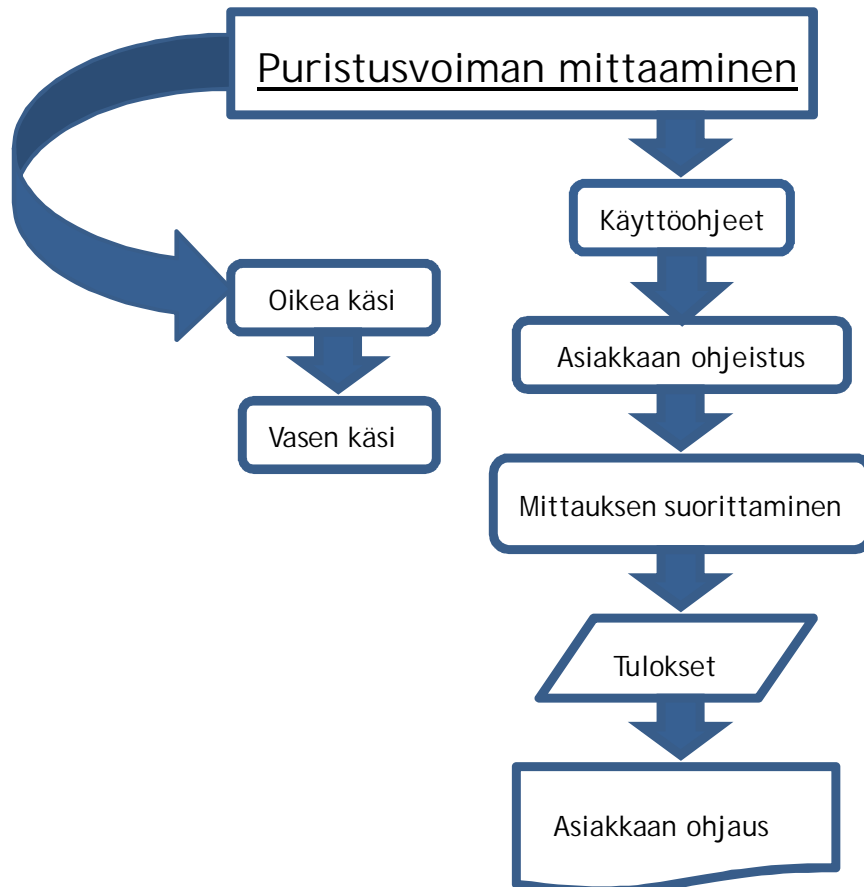 Puristusvoiman mittaaminen
Käyttöohjeet
Oikea käsi
Asiakkaan ohjeistus
Vasen käsi
Mittauksen suorittaminen
Tulokset
Asiakkaan ohjaus